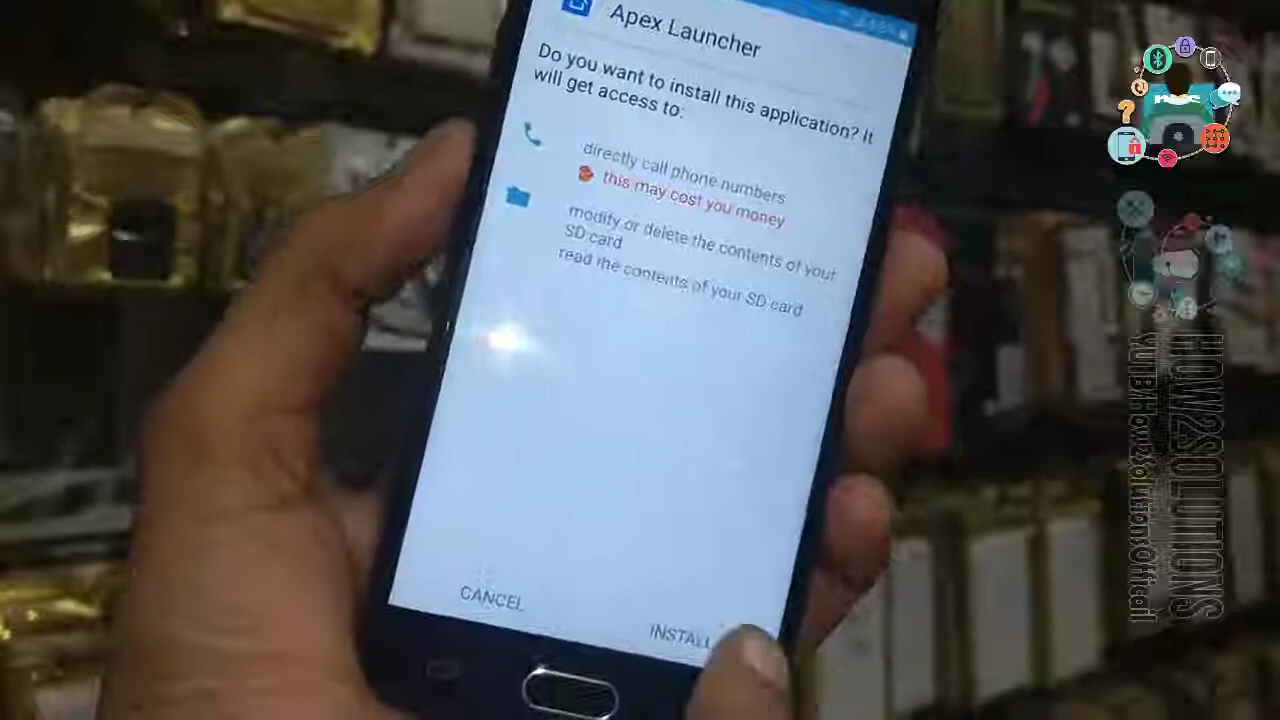 Apex Launcher
Do you want to install this application? It
will get access to:
directly call phone numbers
this may cost you money
modify or delete the contents of your
SD card
read the contents of your SD card
CANCEL
INSTALL
HOW2SOLUTIONS